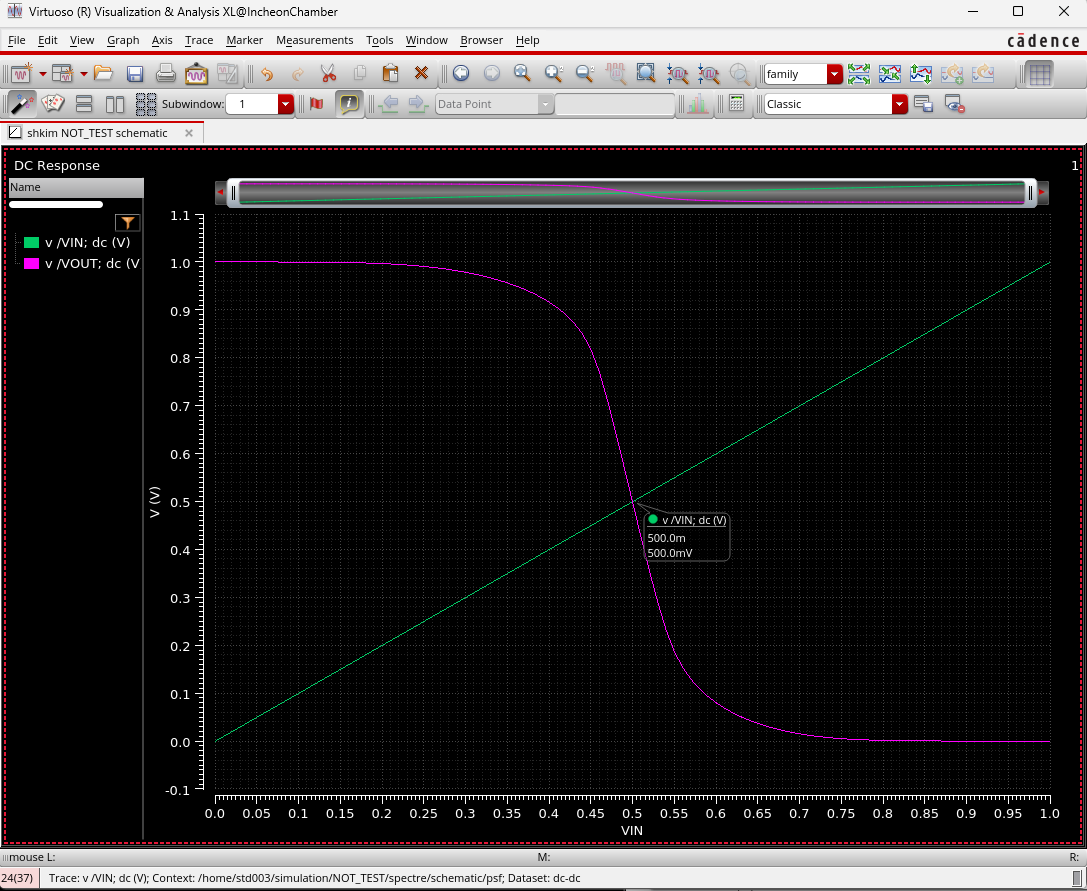 Virtuoso (R) Visualization & Analysis XL@IncheonChamber
File Edit View Graph Axis Trace Marker Measurements Tools Window Browser Help
cādence
family
Subwindow: 1
Data Point
Classic
shkim NOT_TEST schematic
DC Response
1
Name
v /VIN; dc (V)
v /VOUT; dc (V
1.1
1.0
0.9
0.8
0.7
0.6
0.5
0.4
0.3
0.2
0.1
0.0
-0.1
V (V)
v /VIN; dc (V)
500.0m
500.0mV
0.0 0.05 0.1 0.15 0.2 0.25 0.3 0.35 0.4 0.45 0.5 0.55 0.6 0.65 0.7 0.75 0.8 0.85 0.9 0.95 1.0
VIN
mouse L: M: R:
24(37) Trace: v /VIN; dc (V); Context: /home/std003/simulation/NOT_TEST/spectre/schematic/psf; Dataset: dc-dc